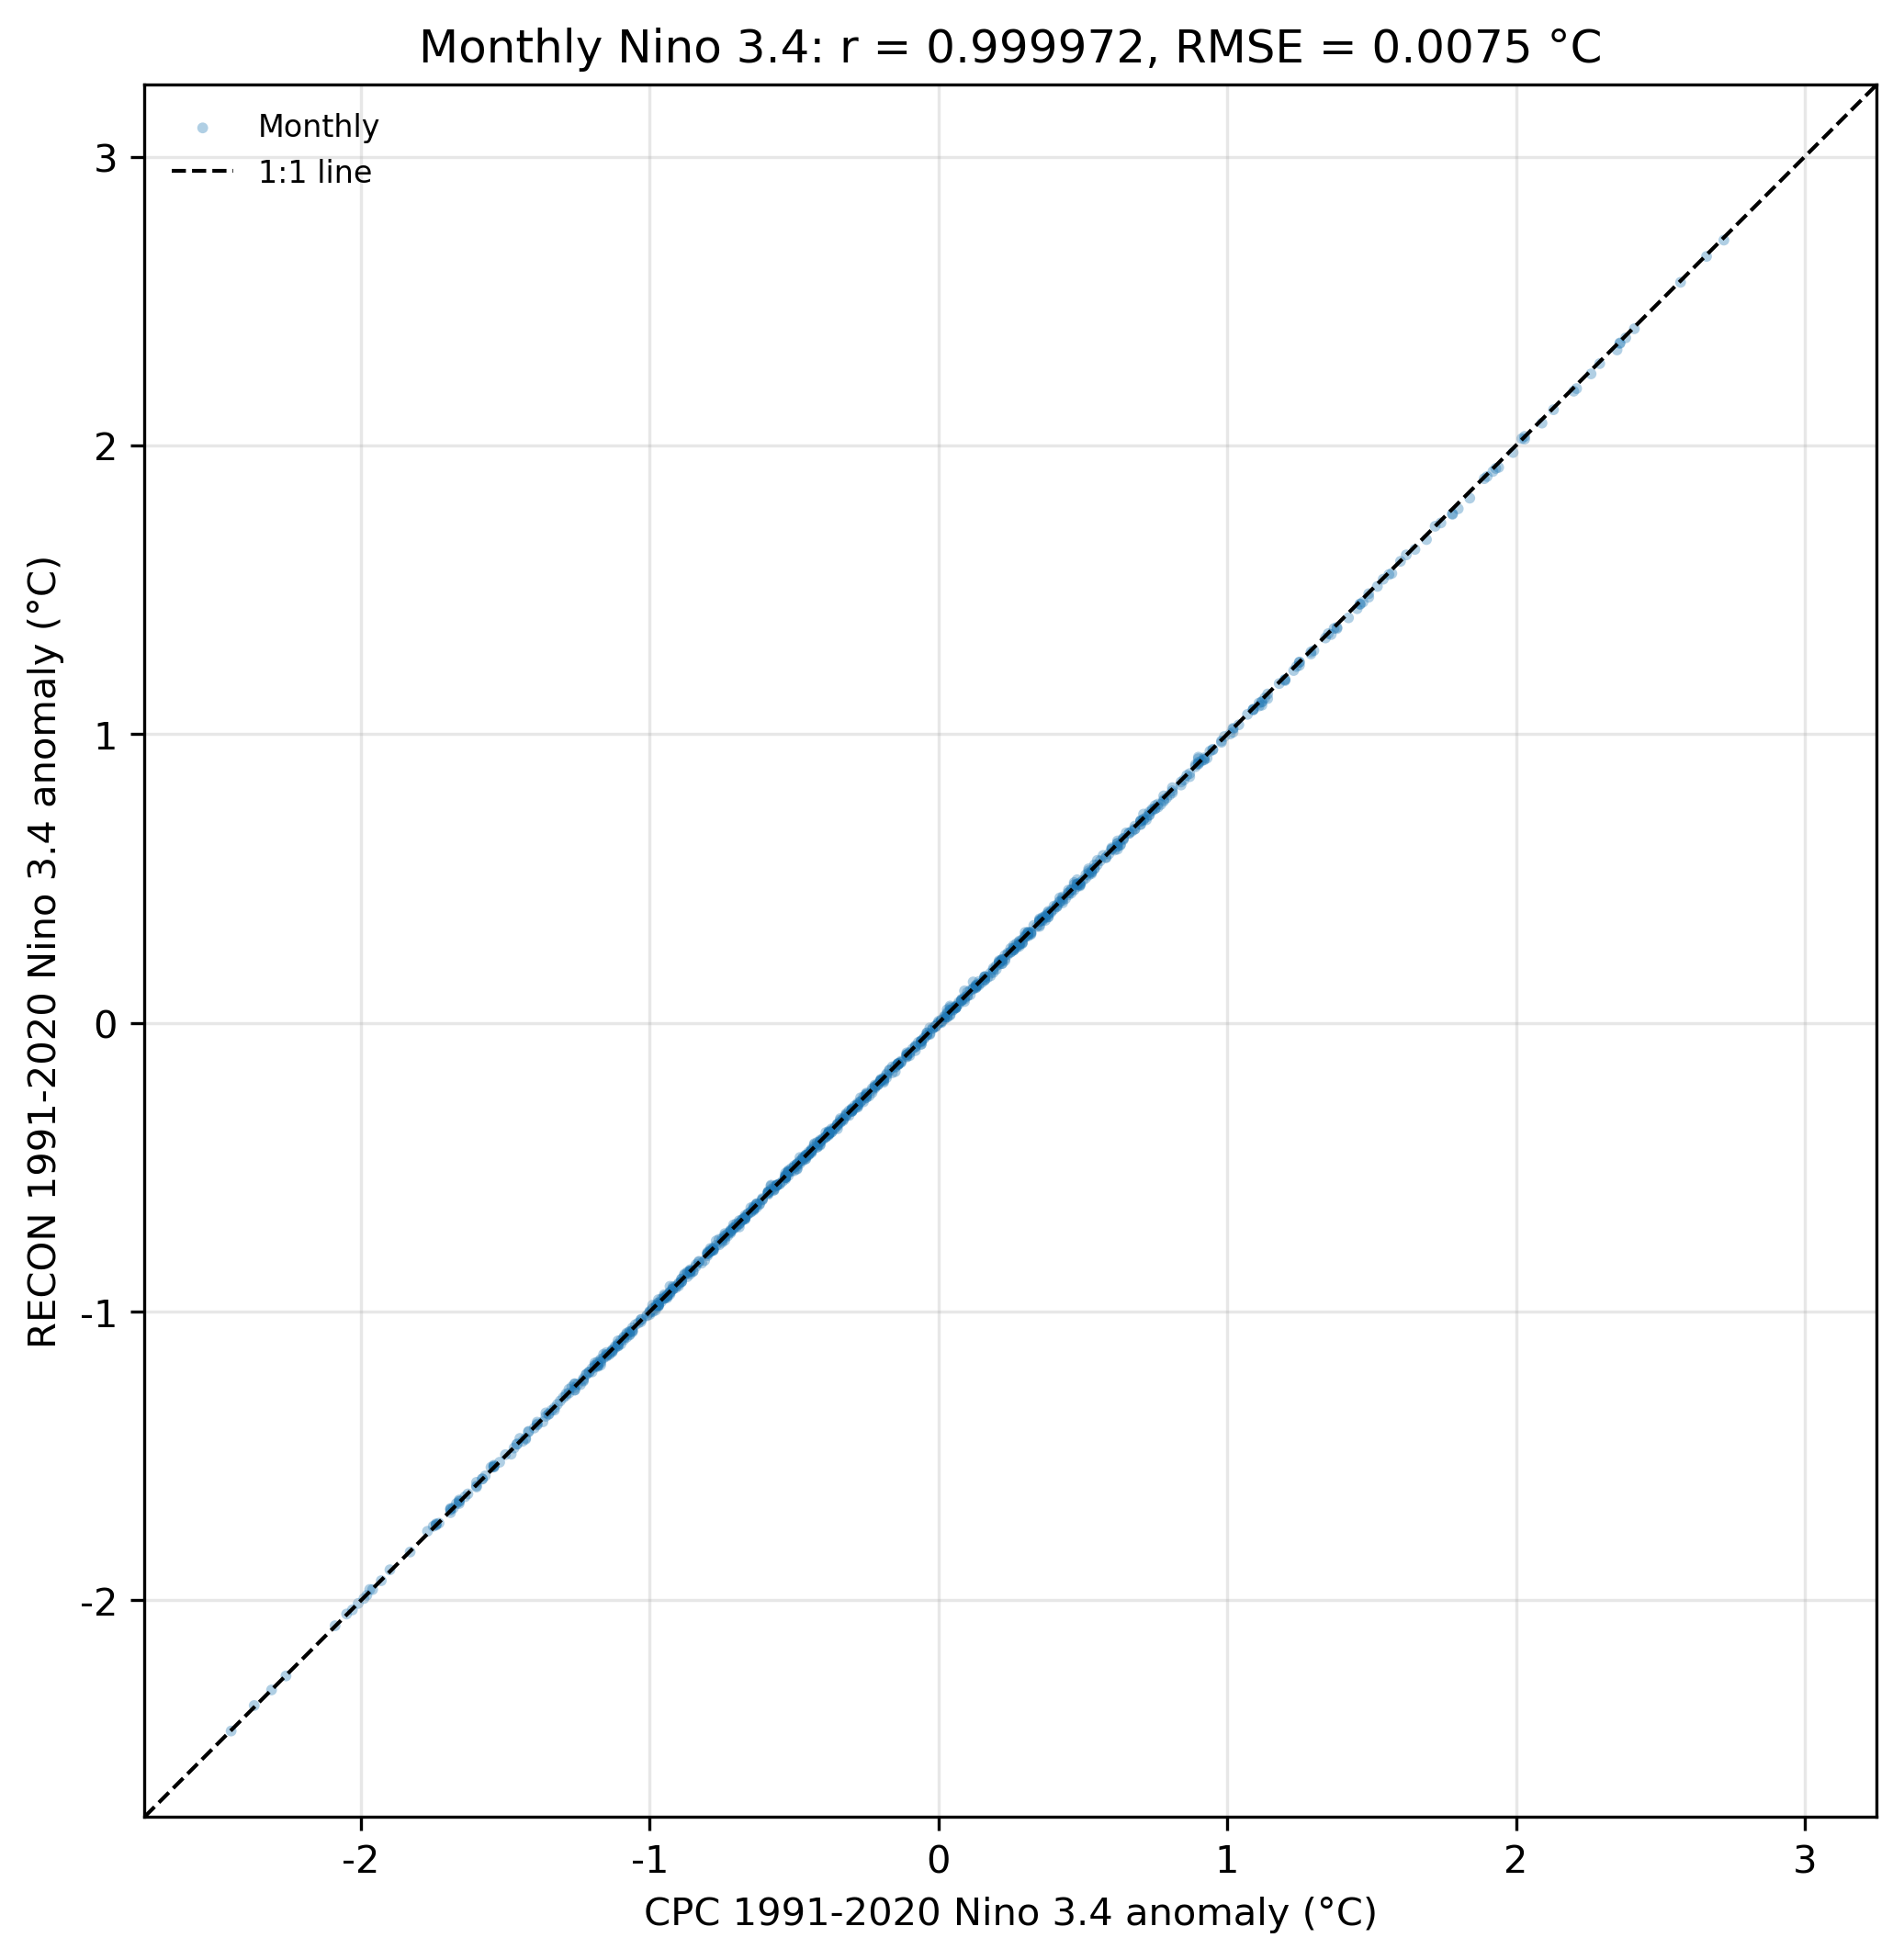 Monthly Nino 3.4: r = 0.999972, RMSE = 0.0075 °C
Monthly
1:1 line
3
2
1
0
-1
-2
RECON 1991-2020 Nino 3.4 anomaly (°C)
-2
-1
0
1
2
3
CPC 1991-2020 Nino 3.4 anomaly (°C)